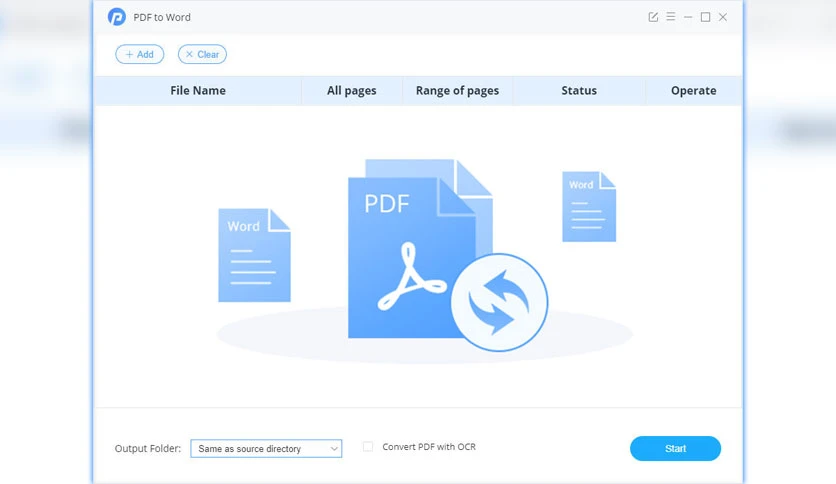 PDF to Word
+ Add
× Clear
File Name All pages Range of pages Status Operate
Word
PDF
Word
Output Folder: Same as source directory Convert PDF with OCR Start